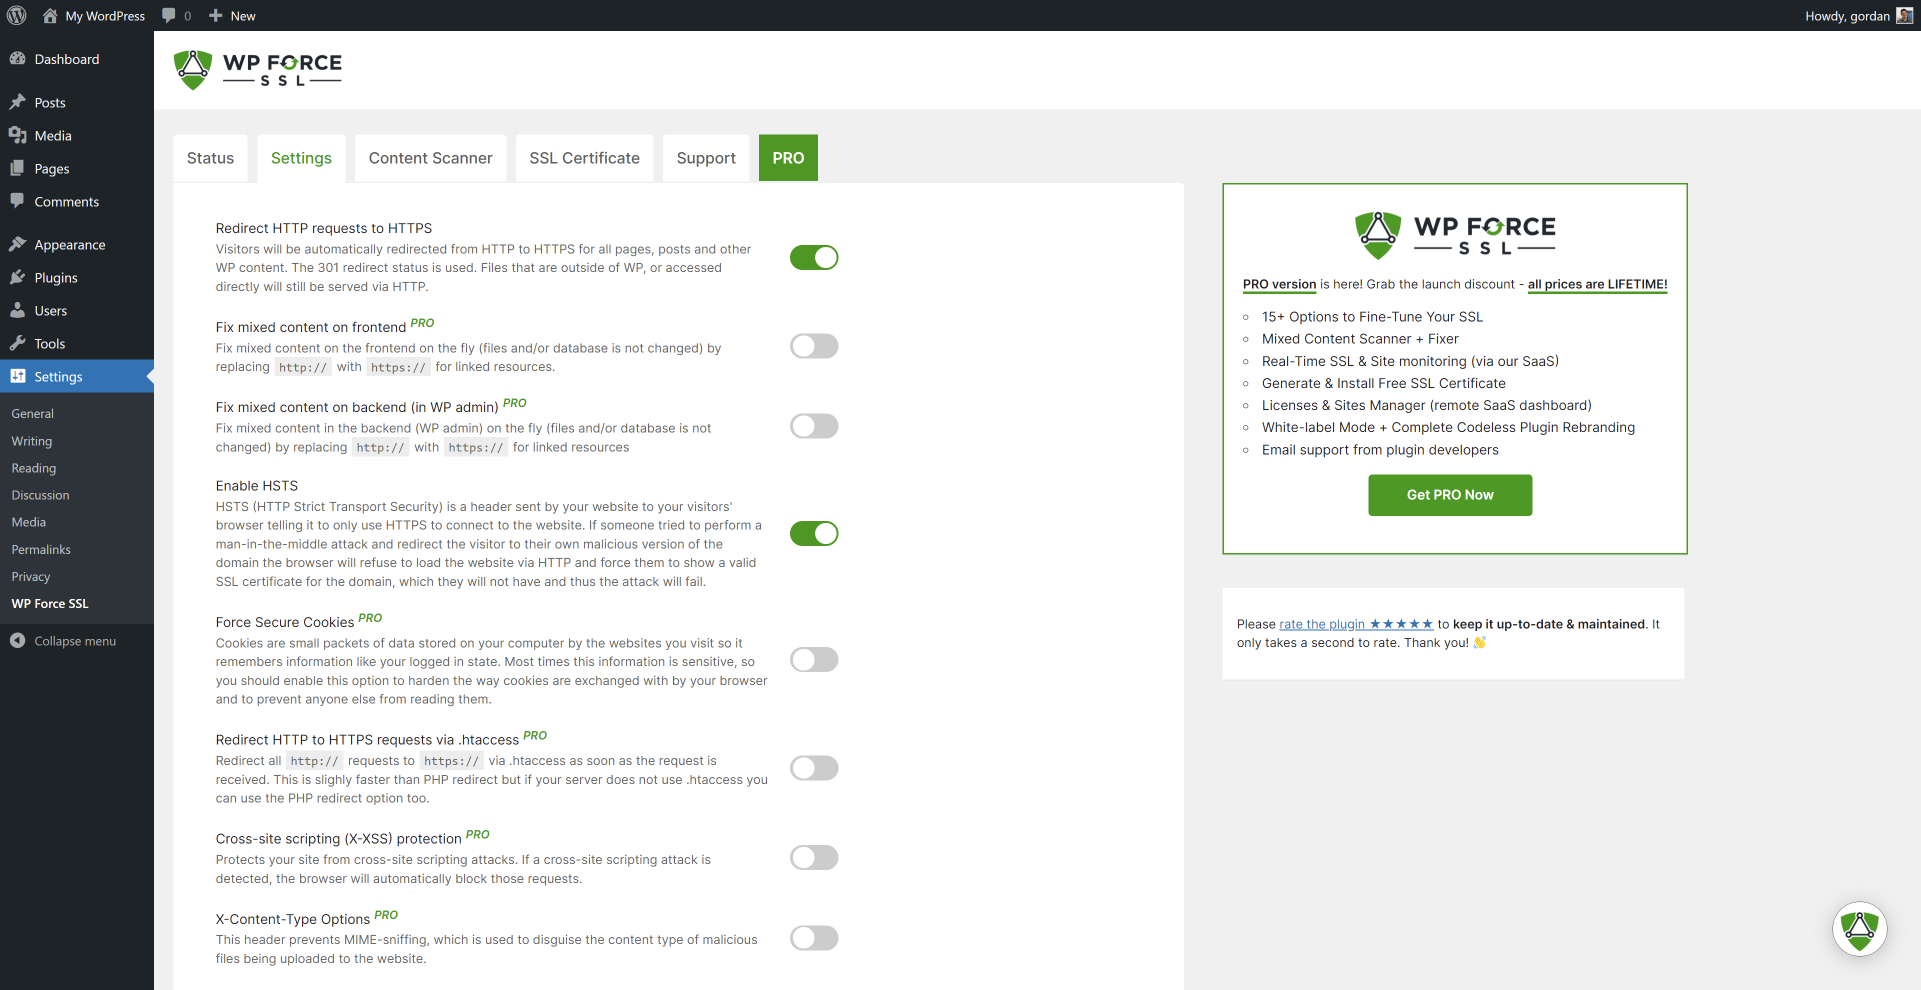 My WordPress
0
New
Howdy, gordan
Dashboard
Posts
Media
Pages
Comments
Appearance
Plugins
Users
Tools
Settings
General
Writing
Reading
Discussion
Media
Permalinks
Privacy
WP Force SSL
Collapse menu
WP FORCE
SSL
Status
Settings
Content Scanner
SSL Certificate
Support
PRO
Redirect HTTP requests to HTTPS
Visitors will be automatically redirected from HTTP to HTTPS for all pages, posts and other
WP content. The 301 redirect status is used. Files that are outside of WP, or accessed
directly will still be served via HTTP.
Fix mixed content on frontend PRO
Fix mixed content on the frontend on the fly (files and/or database is not changed) by
replacing http:// with https:// for linked resources.
Fix mixed content on backend (in WP admin) PRO
Fix mixed content in the backend (WP admin) on the fly (files and/or database is not
changed) by replacing http:// with https:// for linked resources
Enable HSTS
HSTS (HTTP Strict Transport Security) is a header sent by your website to your visitors'
browser telling it to only use HTTPS to connect to the website. If someone tried to perform a
man-in-the-middle attack and redirect the visitor to their own malicious version of the
domain the browser will refuse to load the website via HTTP and force them to show a valid
SSL certificate for the domain, which they will not have and thus the attack will fail.
Force Secure Cookies PRO
Cookies are small packets of data stored on your computer by the websites you visit so it
remembers information like your logged in state. Most times this information is sensitive, so
you should enable this option to harden the way cookies are exchanged with by your browser
and to prevent anyone else from reading them.
Redirect HTTP to HTTPS requests via .htaccess PRO
Redirect all http:// requests to https:// via .htaccess as soon as the request is
received. This is slighly faster than PHP redirect but if your server does not use .htaccess you
can use the PHP redirect option too.
Cross-site scripting (X-XSS) protection PRO
Protects your site from cross-site scripting attacks. If a cross-site scripting attack is
detected, the browser will automatically block those requests.
X-Content-Type Options PRO
This header prevents MIME-sniffing, which is used to disguise the content type of malicious
files being uploaded to the website.
WP FORCE
SSL
PRO version is here! Grab the launch discount - all prices are LIFETIME!
15+ Options to Fine-Tune Your SSL
Mixed Content Scanner + Fixer
Real-Time SSL & Site monitoring (via our SaaS)
Generate & Install Free SSL Certificate
Licenses & Sites Manager (remote SaaS dashboard)
White-label Mode + Complete Codeless Plugin Rebranding
Email support from plugin developers
Get PRO Now
Please rate the plugin ★★★★★ to keep it up-to-date & maintained. It
only takes a second to rate. Thank you! 👋